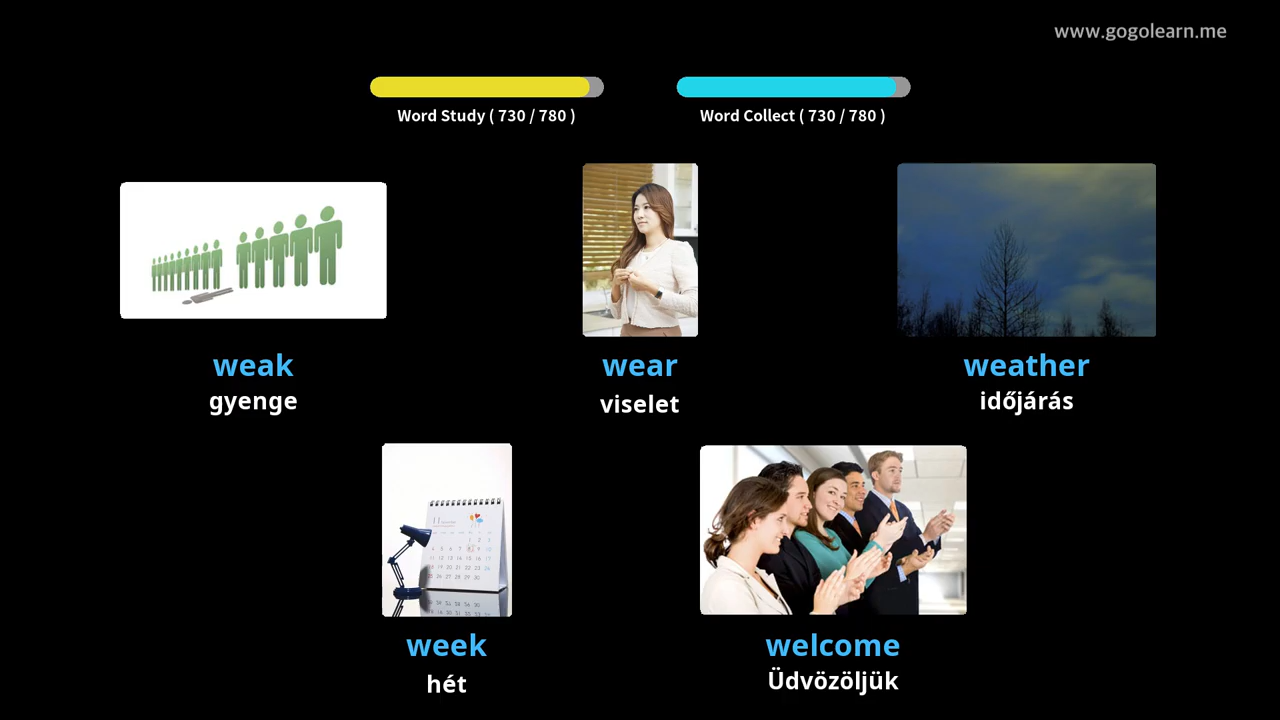 www.gogolearn.me
Word Study ( 730 / 780 )
Word Collect ( 730 / 780 )
weak
gyenge
wear
viselet
weather
időjárás
week
hét
welcome
Üdvözöljük